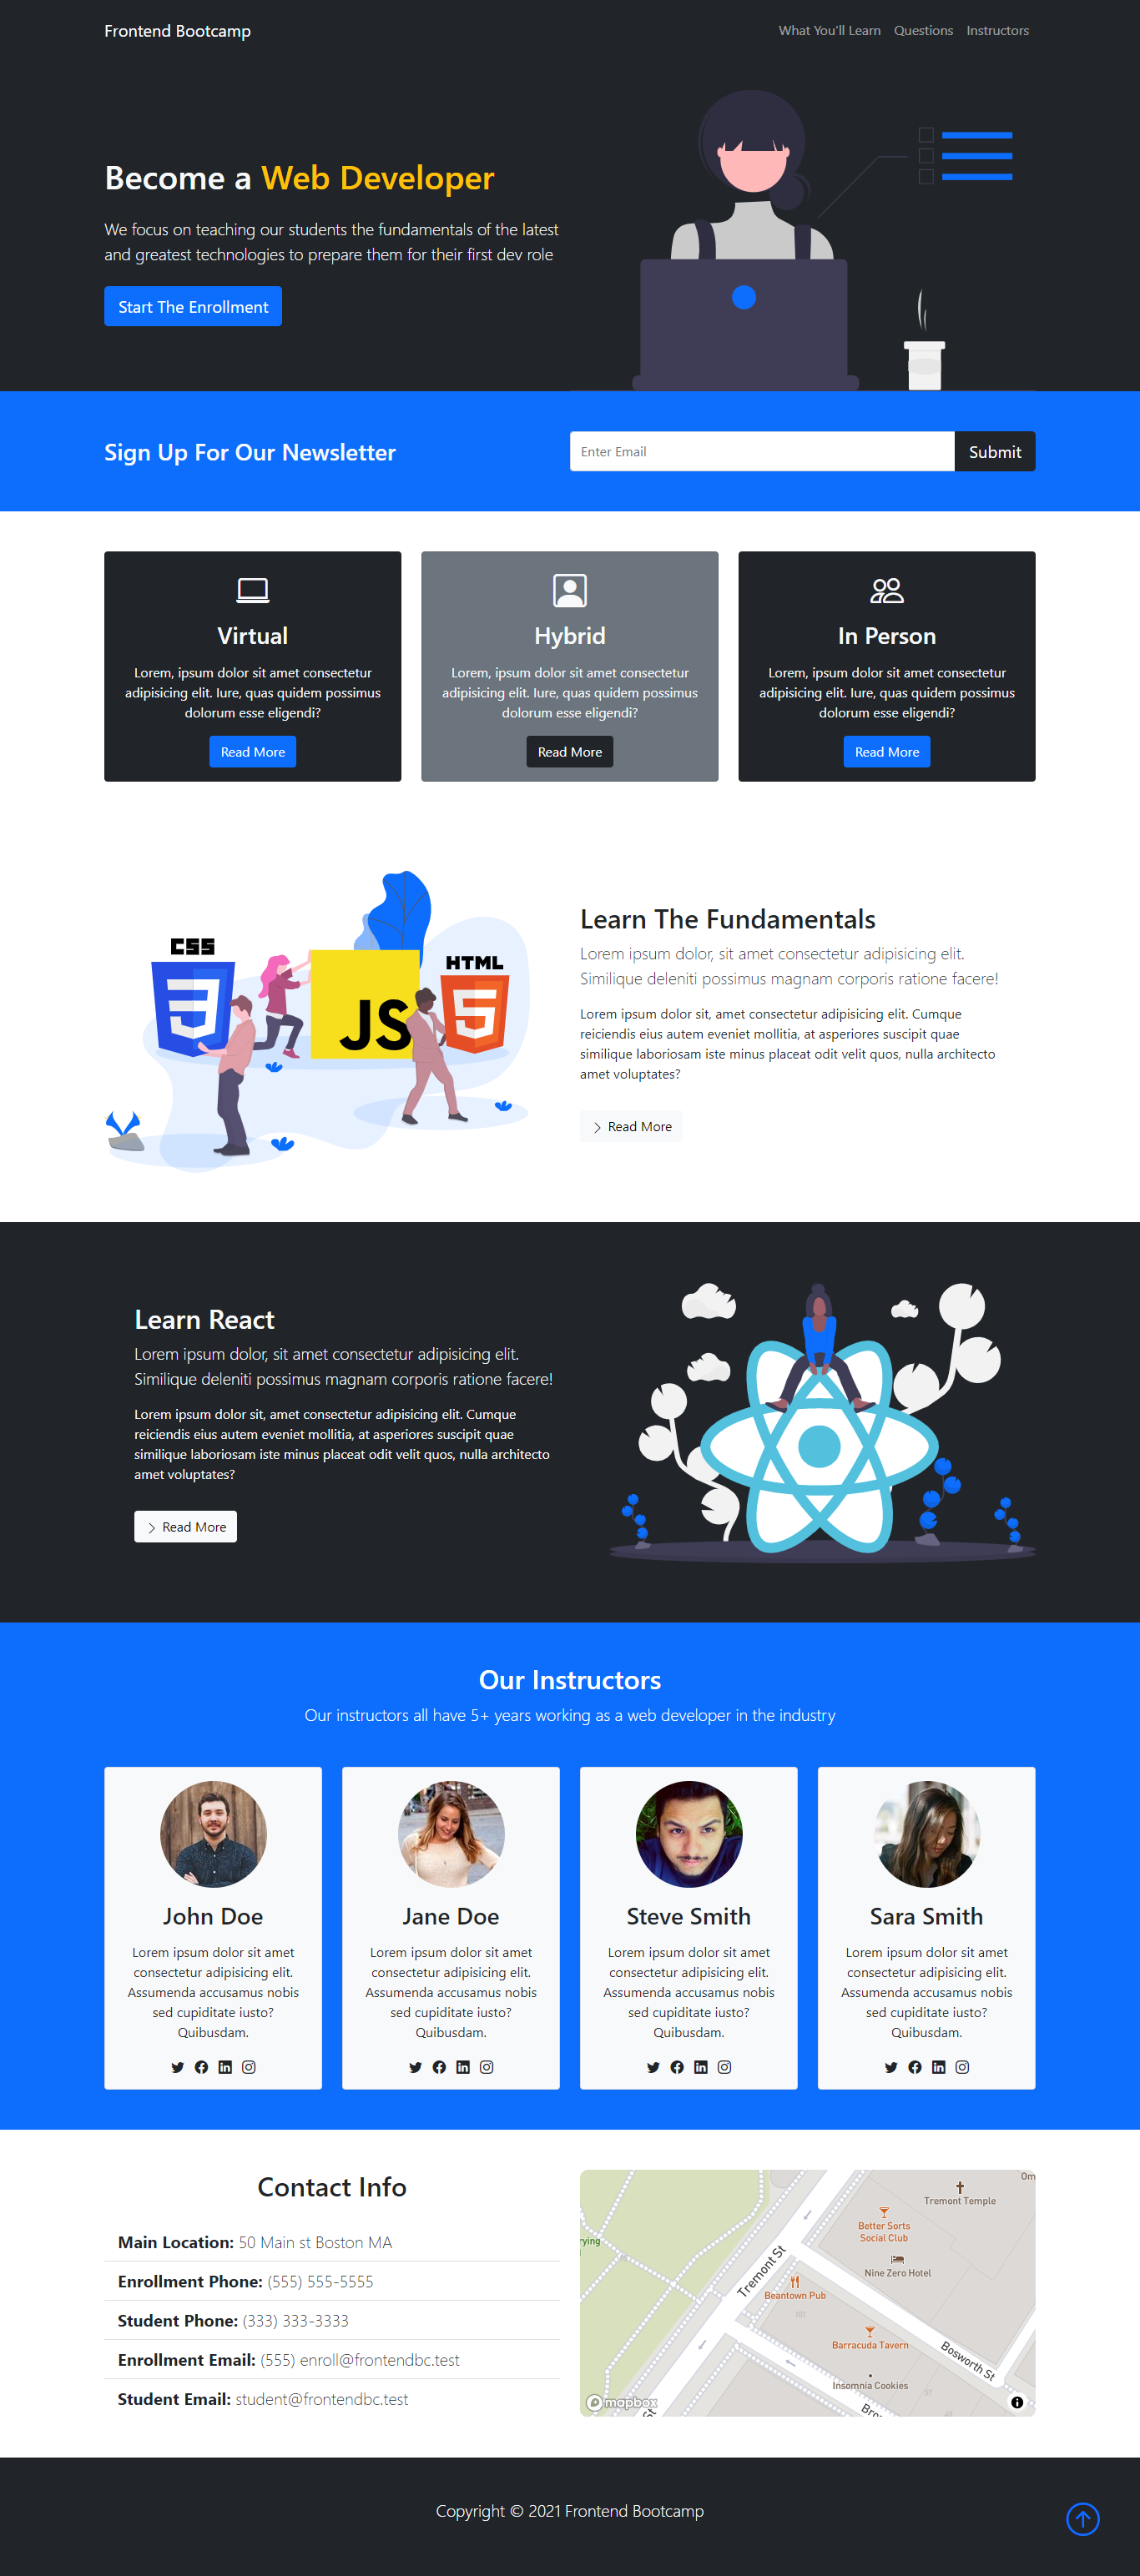 Frontend Bootcamp
What You'll Learn
Questions
Instructors
Become a Web Developer
We focus on teaching our students the fundamentals of the latest
and greatest technologies to prepare them for their first dev role
Start The Enrollment
Sign Up For Our Newsletter
Enter Email
Submit
Virtual
Lorem, ipsum dolor sit amet consectetur
adipisicing elit. Iure, quas quidem possimus
dolorum esse eligendi?
Read More
Hybrid
Lorem, ipsum dolor sit amet consectetur
adipisicing elit. Iure, quas quidem possimus
dolorum esse eligendi?
Read More
In Person
Lorem, ipsum dolor sit amet consectetur
adipisicing elit. Iure, quas quidem possimus
dolorum esse eligendi?
Read More
CSS
3
JS
HTML
5
Learn The Fundamentals
Lorem ipsum dolor, sit amet consectetur adipisicing elit.
Similique deleniti possimus magnam corporis ratione facere!
Lorem ipsum dolor sit, amet consectetur adipisicing elit. Cumque
reiciendis eius autem eveniet mollitia, at asperiores suscipit quae
similique laboriosam iste minus placeat odit velit quos, nulla architecto
amet voluptates?
Read More
Learn React
Lorem ipsum dolor, sit amet consectetur adipisicing elit.
Similique deleniti possimus magnam corporis ratione facere!
Lorem ipsum dolor sit, amet consectetur adipisicing elit. Cumque
reiciendis eius autem eveniet mollitia, at asperiores suscipit quae
similique laboriosam iste minus placeat odit velit quos, nulla architecto
amet voluptates?
Read More
Our Instructors
Our instructors all have 5+ years working as a web developer in the industry
John Doe
Lorem ipsum dolor sit amet
consectetur adipisicing elit.
Assumenda accusamus nobis
sed cupiditate iusto?
Quibusdam.
Jane Doe
Lorem ipsum dolor sit amet
consectetur adipisicing elit.
Assumenda accusamus nobis
sed cupiditate iusto?
Quibusdam.
Steve Smith
Lorem ipsum dolor sit amet
consectetur adipisicing elit.
Assumenda accusamus nobis
sed cupiditate iusto?
Quibusdam.
Sara Smith
Lorem ipsum dolor sit amet
consectetur adipisicing elit.
Assumenda accusamus nobis
sed cupiditate iusto?
Quibusdam.
Contact Info
Main Location: 50 Main st Boston MA
Enrollment Phone: (555) 555-5555
Student Phone: (333) 333-3333
Enrollment Email: (555) enroll@frontendbc.test
Student Email: student@frontendbc.test
Om
Tremont Temple
Better Sorts
Social Club
rying
Nine Zero Hotel
Tremont St
Beantown Pub
101
Barracuda Tavern
Bosworth St
Insomnia Cookies
mapbox
St
Bro
Copyright © 2021 Frontend Bootcamp